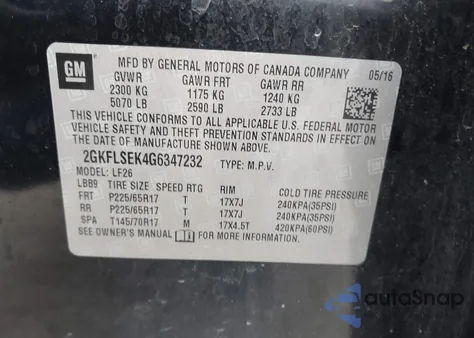 GM
MFD BY GENERAL MOTORS OF CANADA COMPANY 05/16
GVWR GAWR FRT GAWR RR
2300 KG 1175 KG 1240 KG
5070 LB 2590 LB 2733 LB
THIS VEHICLE CONFORMS TO ALL APPLICABLE U.S. FEDERAL MOTOR
VEHICLE SAFETY AND THEFT PREVENTION STANDARDS IN EFFECT ON
THE DATE OF MANUFACTURE SHOWN ABOVE.
2GKFLSEK4G6347232 TYPE: M.P.V.
MODEL: LF26
LBB9 TIRE SIZE SPEED RTG RIM COLD TIRE PRESSURE
FRT P225/65R17 T 17X7J 240KPA(35PSI)
RR P225/65R17 T 17X7J 240KPA(35PSI)
SPA T145/70R17 M 17X4.5T 420KPA(60PSI)
SEE OWNER'S MANUAL FOR MORE INFORMATION.
autoSnap